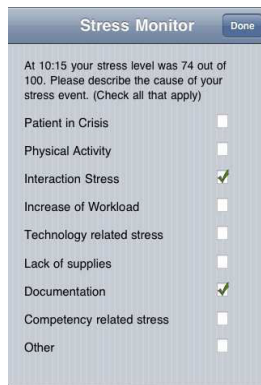 Stress Monitor Done
At 10:15 your stress level was 74 out of
100. Please describe the cause of your
stress event. (Check all that apply)
Patient in Crisis
Physical Activity
Interaction Stress
Increase of Workload
Technology related stress
Lack of supplies
Documentation
Competency related stress
Other